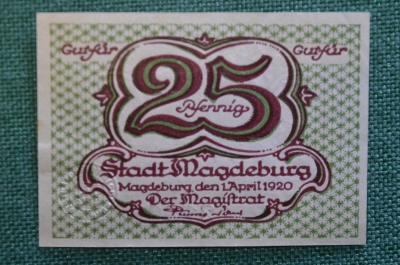 Gut für Gut für
25
Pfennig
Stadt Magdeburg
Magdeburg, den 1. April 1920
Der Magistrat